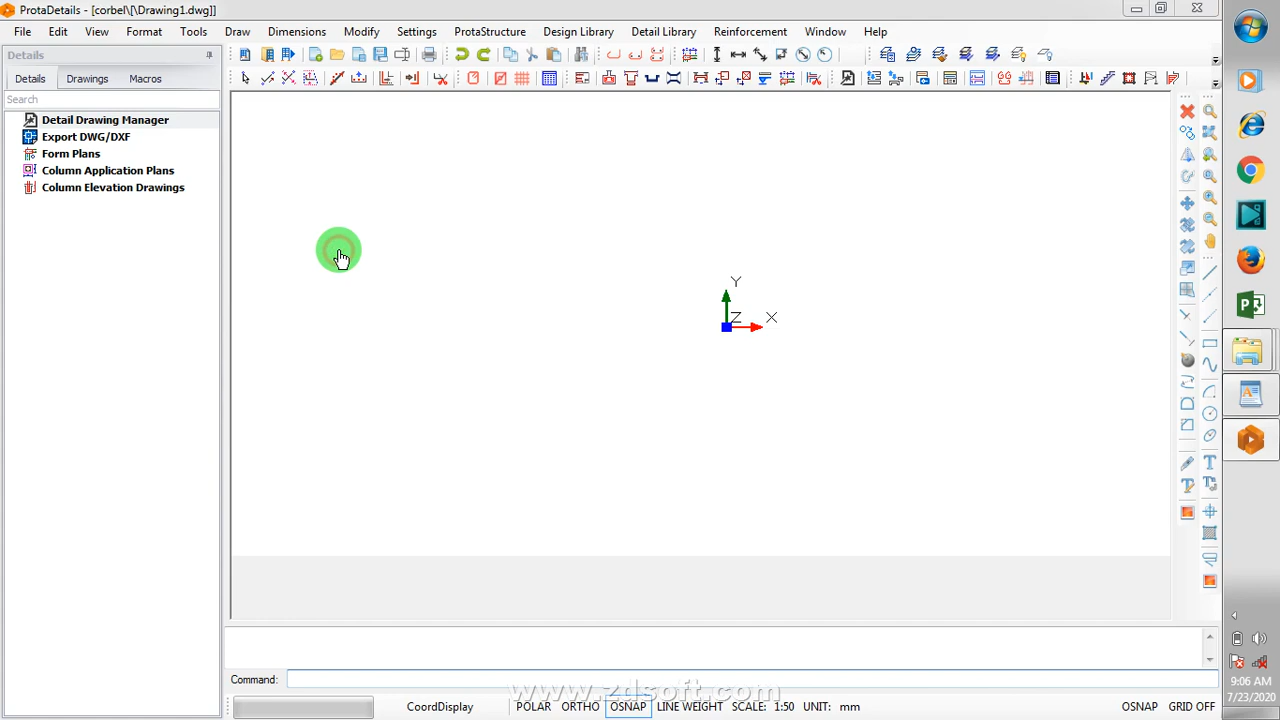 ProtaDetails - [corbel\[\Drawing1.dwg]]
File Edit View Format Tools Draw Dimensions Modify Settings ProtaStructure Design Library Detail Library Reinforcement Window Help
Details
Details Drawings Macros
Search
Detail Drawing Manager
Export DWG/DXF
Form Plans
Column Application Plans
Column Elevation Drawings
Y
Z X
Command:
www.zdsoft.com
CoordDisplay POLAR ORTHO OSNAP LINE WEIGHT SCALE: 1:50 UNIT: mm OSNAP GRID OFF
9:06 AM
7/23/2020